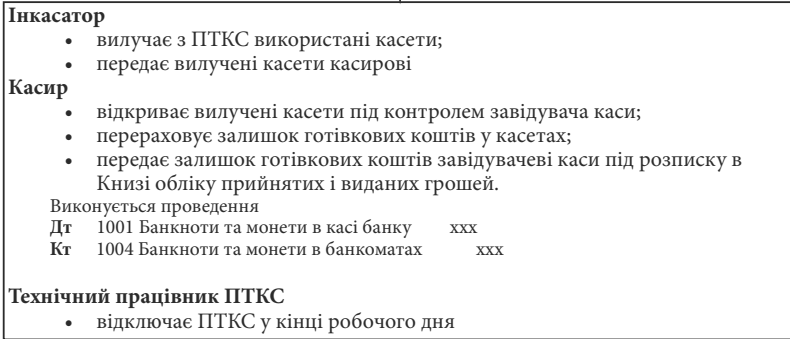 Інкасатор
• вилучає з ПТКС використані касети;
• передає вилучені касети касирові
Касир
• відкриває вилучені касети під контролем завідувача каси;
• перераховує залишок готівкових коштів у касетах;
• передає залишок готівкових коштів завідувачеві каси під розписку в
Книзі обліку прийнятих і виданих грошей.
Виконується проведення
Дт 1001 Банкноти та монети в касі банку ххх
Кт 1004 Банкноти та монети в банкоматах ххх
Технічний працівник ПТКС
• відключає ПТКС у кінці робочого дня